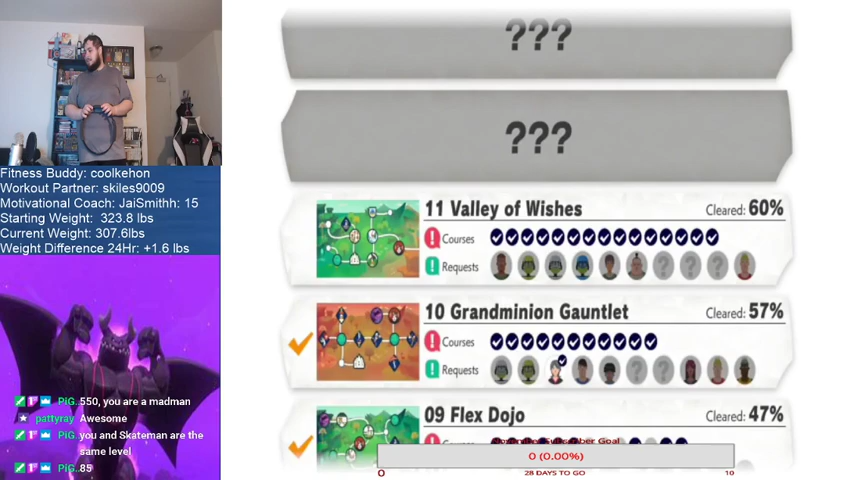 ???
???
11 Valley of Wishes
Cleared: 60%
Courses
Requests
? ? ?
10 Grandminion Gauntlet
Cleared: 57%
Courses
Requests
? ?
09 Flex Dojo
Cleared: 47%
Fitness Buddy: coolkehon
Workout Partner: skiles9009
Motivational Coach: JaiSmithh: 15
Starting Weight: 323.8 lbs
Current Weight: 307.6lbs
Weight Difference 24Hr: +1.6 lbs
PiG.: 550, you are a madman
pattyray Awesome
PiG.: you and Skateman are the
same level
PiG.: 85
Subscriber Goal
0 (0.00%)
0 28 DAYS TO GO 10